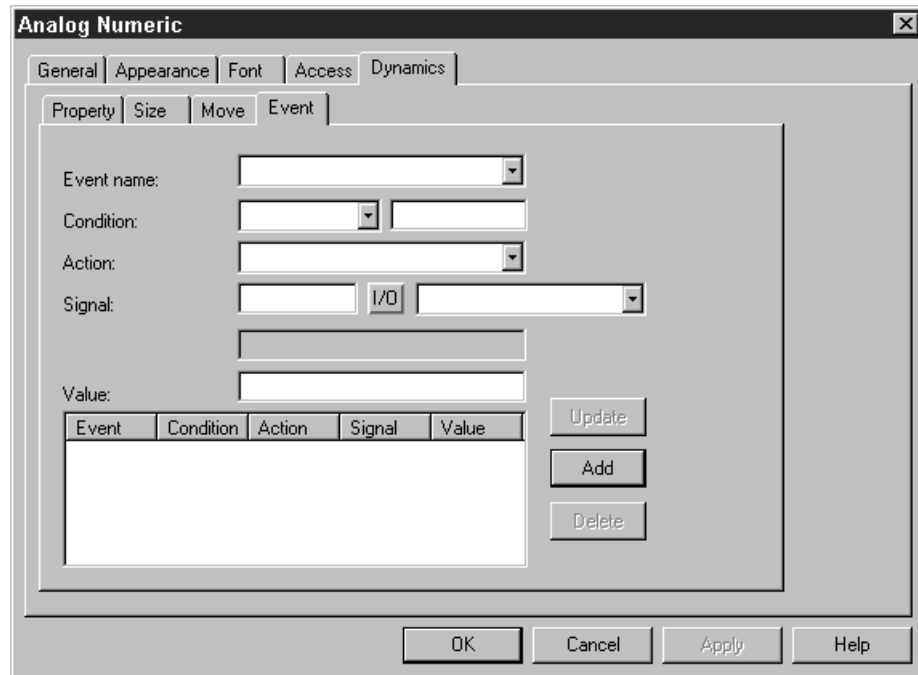 Analog Numeric
General Appearance Font Access Dynamics
Property Size Move Event
Event name:
Condition:
Action:
Signal: I/O
Value:
Event Condition Action Signal Value
Update
Add
Delete
OK Cancel Apply Help